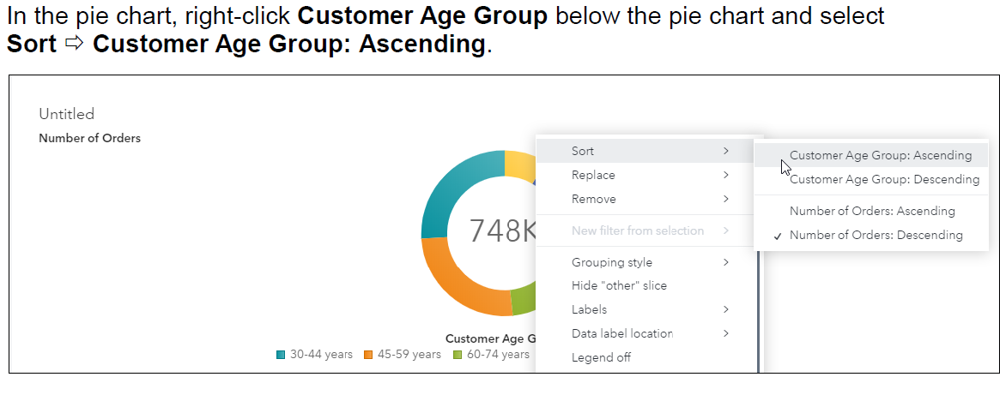 In the pie chart, right-click Customer Age Group below the pie chart and select
Sort ⇨ Customer Age Group: Ascending.
Untitled
Number of Orders
748K
Customer Age G
30-44 years 45-59 years 60-74 years
Sort >
Replace >
Remove >
New filter from selection >
Grouping style >
Hide "other" slice
Labels >
Data label location >
Legend off
Customer Age Group: Ascending
Customer Age Group: Descending
Number of Orders: Ascending
✓ Number of Orders: Descending